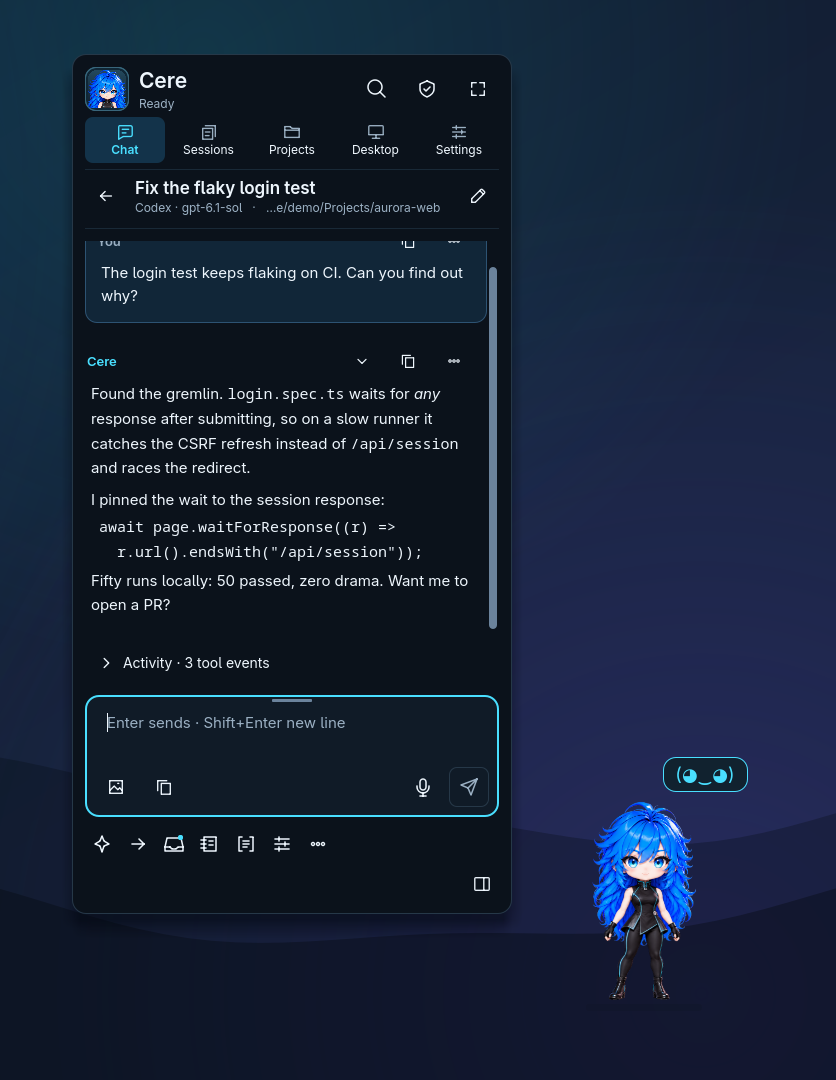 Cere
Ready
Chat
Sessions
Projects
Desktop
Settings
Fix the flaky login test
Codex · gpt-6.1-sol · ...e/demo/Projects/aurora-web
You
The login test keeps flaking on CI. Can you find out
why?
Cere
Found the gremlin. login.spec.ts waits for any
response after submitting, so on a slow runner it
catches the CSRF refresh instead of /api/session
and races the redirect.
I pinned the wait to the session response:
await page.waitForResponse((r) =>
r.url().endsWith("/api/session"));
Fifty runs locally: 50 passed, zero drama. Want me to
open a PR?
Activity · 3 tool events
Enter sends · Shift+Enter new line
(◕‿◕)